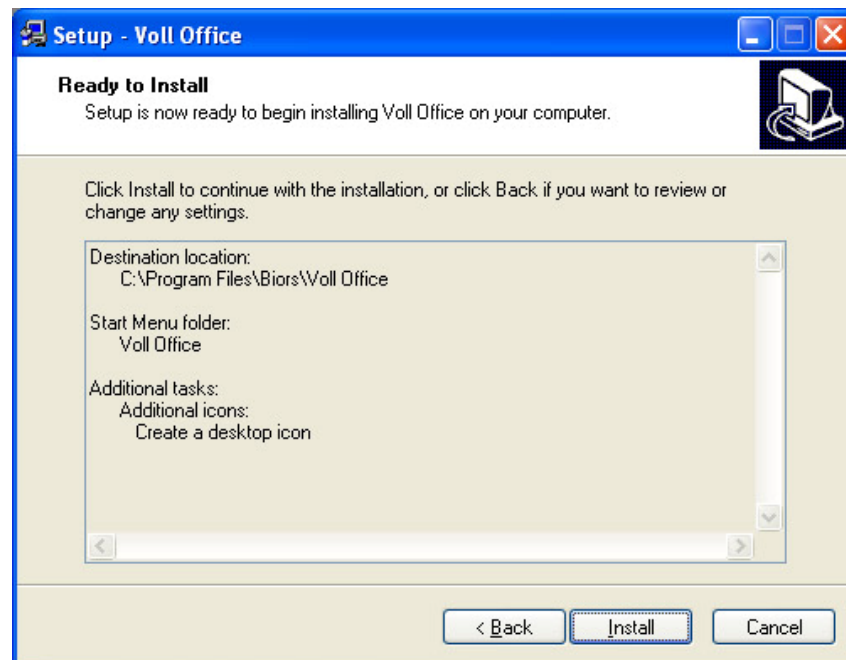 Setup - Voll Office
Ready to Install
Setup is now ready to begin installing Voll Office on your computer.
Click Install to continue with the installation, or click Back if you want to review or
change any settings.
Destination location:
C:\Program Files\Biors\Voll Office
Start Menu folder:
Voll Office
Additional tasks:
Additional icons:
Create a desktop icon
< Back
Install
Cancel